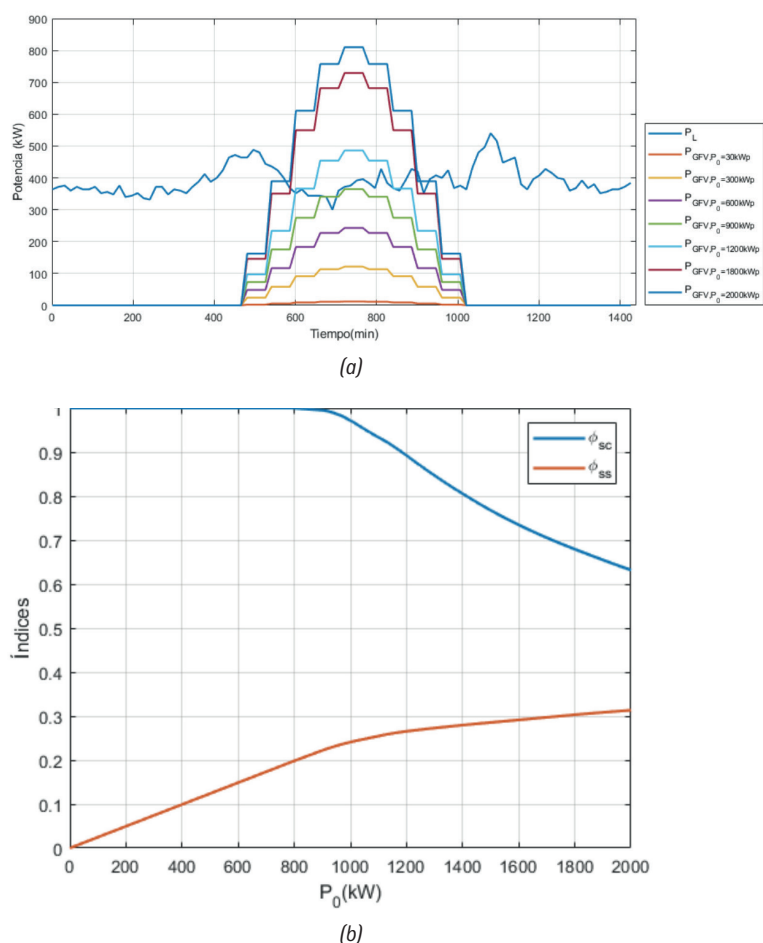 900
800
700
600
500
400
300
200
100
0
Potencia (kW)
0 200 400 600 800 1000 1200 1400
Tiempo(min)
P_L
P_GFV,P_0=30kWp
P_GFV,P_0=300kWp
P_GFV,P_0=600kWp
P_GFV,P_0=900kWp
P_GFV,P_0=1200kWp
P_GFV,P_0=1800kWp
P_GFV,P_0=2000kWp
(a)
1
0.9
0.8
0.7
0.6
0.5
0.4
0.3
0.2
0.1
0
Índices
ϕ_sc
ϕ_ss
0 200 400 600 800 1000 1200 1400 1600 1800 2000
P_0(kW)
(b)